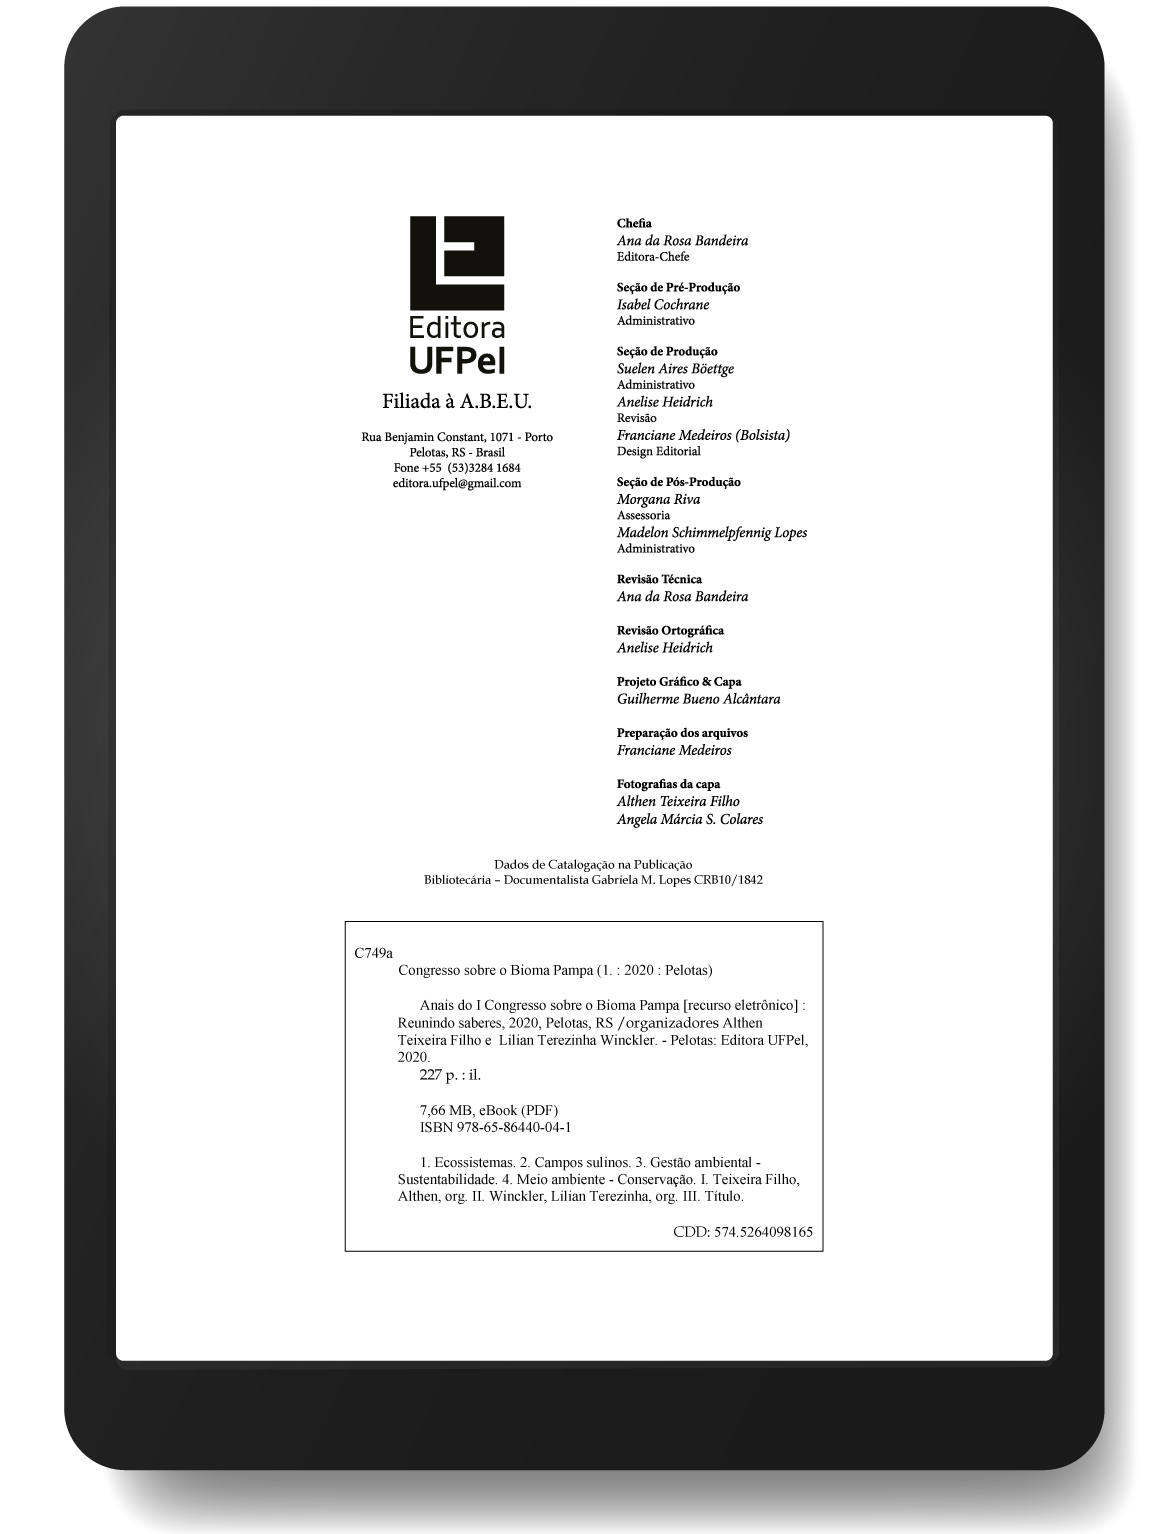 Editora
UFPel
Filiada à A.B.E.U.
Rua Benjamin Constant, 1071 - Porto
Pelotas, RS - Brasil
Fone +55  (53)3284 1684
editora.ufpel@gmail.com
Chefia
Ana da Rosa Bandeira
Editora-Chefe
Seção de Pré-Produção
Isabel Cochrane
Administrativo
Seção de Produção
Suelen Aires Böettge
Administrativo
Anelise Heidrich
Revisão
Franciane Medeiros (Bolsista)
Design Editorial
Seção de Pós-Produção
Morgana Riva
Assessoria
Madelon Schimmelpfennig Lopes
Administrativo
Revisão Técnica
Ana da Rosa Bandeira
Revisão Ortográfica
Anelise Heidrich
Projeto Gráfico & Capa
Guilherme Bueno Alcântara
Preparação dos arquivos
Franciane Medeiros
Fotografias da capa
Althen Teixeira Filho
Angela Márcia S. Colares
Dados de Catalogação na Publicação
Bibliotecária – Documentalista Gabriela M. Lopes CRB10/1842
C749a
Congresso sobre o Bioma Pampa (1. : 2020 : Pelotas)
Anais do I Congresso sobre o Bioma Pampa [recurso eletrônico] :
Reunindo saberes, 2020, Pelotas, RS /organizadores Althen
Teixeira Filho e  Lilian Terezinha Winckler. - Pelotas: Editora UFPel,
2020.
227 p. : il.
7,66 MB, eBook (PDF)
ISBN 978-65-86440-04-1
1. Ecossistemas. 2. Campos sulinos. 3. Gestão ambiental -
Sustentabilidade. 4. Meio ambiente - Conservação. I. Teixeira Filho,
Althen, org. II. Winckler, Lilian Terezinha, org. III. Título.
CDD: 574.5264098165